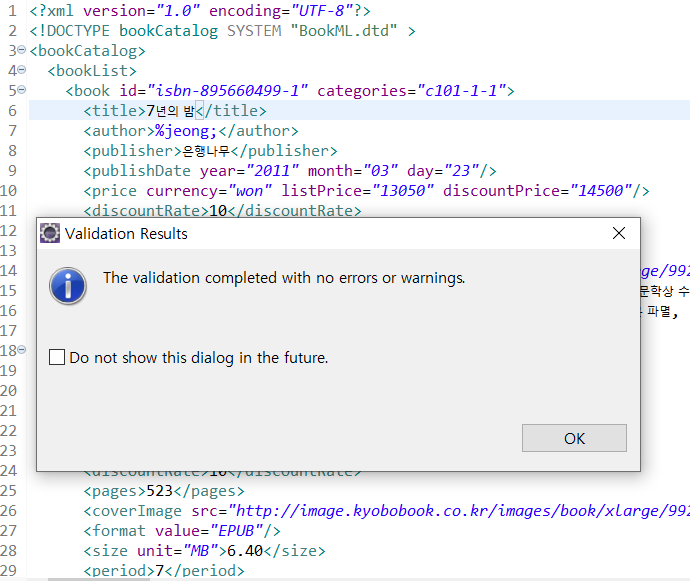 1 <?xml version="1.0" encoding="UTF-8"?>
2 <!DOCTYPE bookCatalog SYSTEM "BookML.dtd" >
3 <bookCatalog>
4 <bookList>
5 <book id="isbn-895660499-1" categories="c101-1-1">
6 <title>7년의 밤</title>
7 <author>%jeong;</author>
8 <publisher>은행나무</publisher>
9 <publishDate year="2011" month="03" day="23"/>
10 <price currency="won" listPrice="13050" discountPrice="14500"/>
11 <discountRate>10</discountRate>
12
Validation Results
13
The validation completed with no errors or warnings.
14 rge/992
15 문학상 수
16 파멸,
17
18
Do not show this dialog in the future.
19
20
21
22
OK
23
24 <discountRate>10</discountRate>
25 <pages>523</pages>
26 <coverImage src="http://image.kyobobook.co.kr/images/book/xlarge/992
27 <format value="EPUB"/>
28 <size unit="MB">6.40</size>
29 <period>7</period>